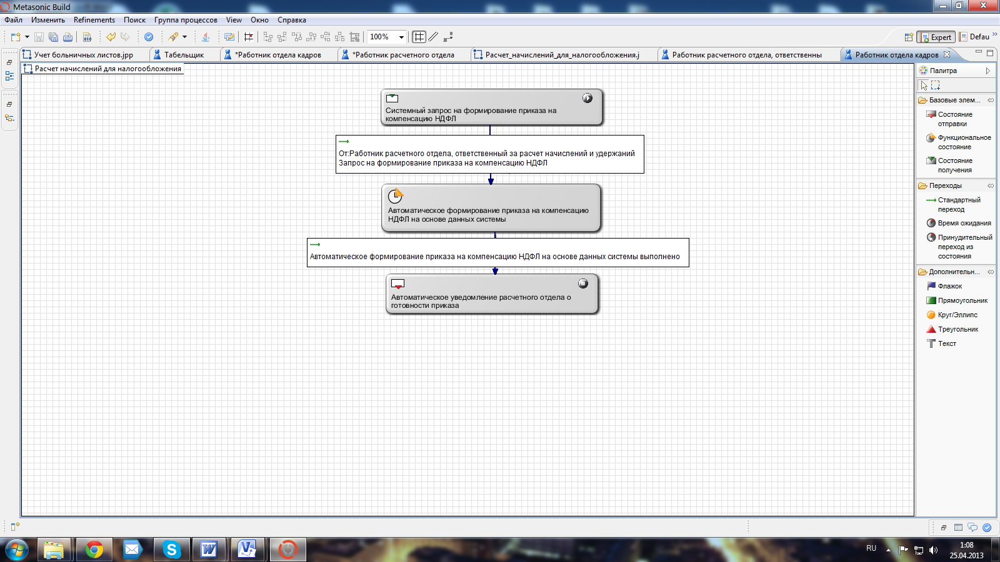 Metasonic Build
Файл Изменить Refinements Поиск Группа процессов View Окно Справка
100%
Expert
Defau
Учет больничных листов.jpp
Табельщик
*Работник отдела кадров
*Работник расчетного отдела
Расчет_начислений_для_налогообложения.j
Работник расчетного отдела, ответственны
Работник отдела кадров
Расчет начислений для налогообложения
Системный запрос на формирование приказа на
компенсацию НДФЛ
От:Работник расчетного отдела, ответственный за расчет начислений и удержаний
Запрос на формирование приказа на компенсацию НДФЛ
Автоматическое формирование приказа на компенсацию
НДФЛ на основе данных системы
Автоматическое формирование приказа на компенсацию НДФЛ на основе данных системы выполнено
Автоматическое уведомление расчетного отдела о
готовности приказа
Палитра
Базовые элем...
Состояние
отправки
Функциональное
состояние
Состояние
получения
Переходы
Стандартный
переход
Время ожидания
Принудительный
переход из
состояния
Дополнительн...
Флажок
Прямоугольник
Круг/Эллипс
Треугольник
Текст
RU
1:08
25.04.2013